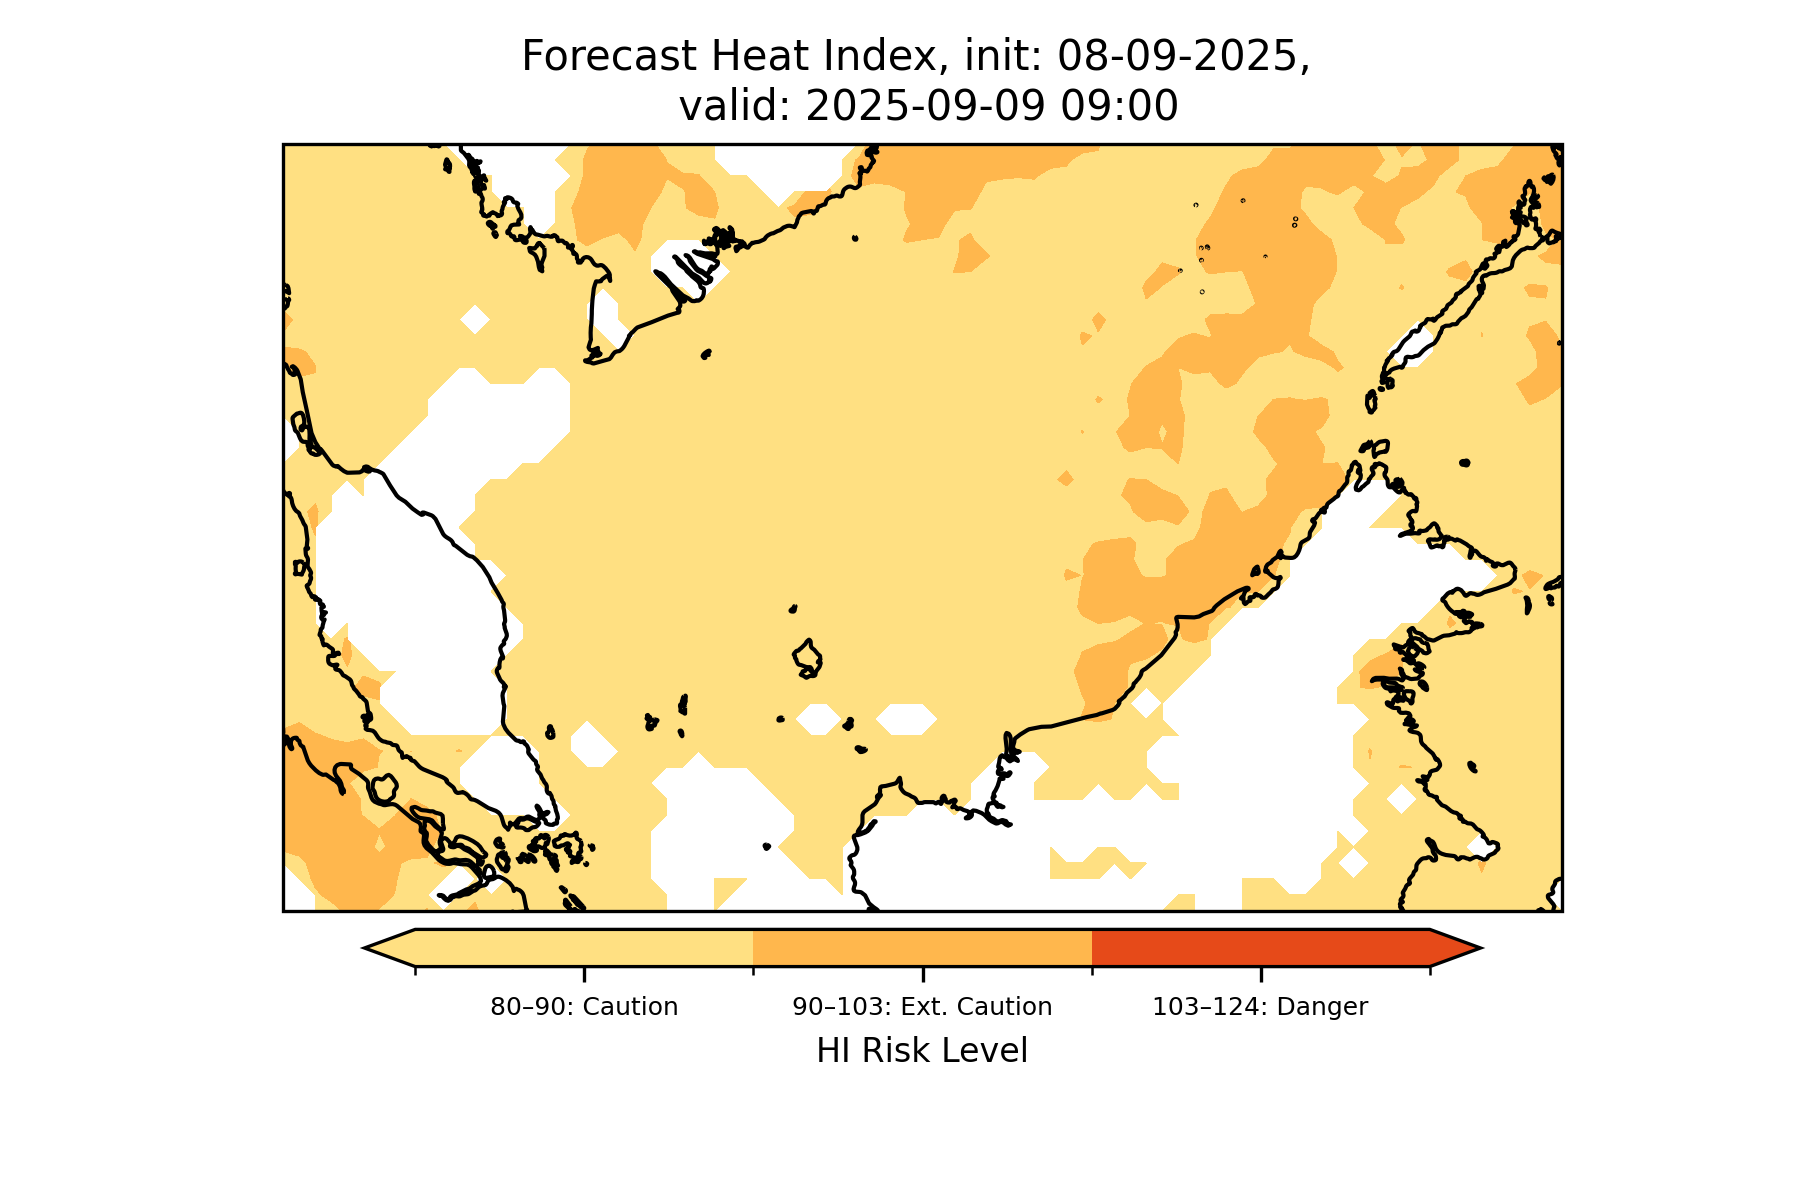 Forecast Heat Index, init: 08-09-2025,
valid: 2025-09-09 09:00
80–90: Caution
90–103: Ext. Caution
103–124: Danger
HI Risk Level